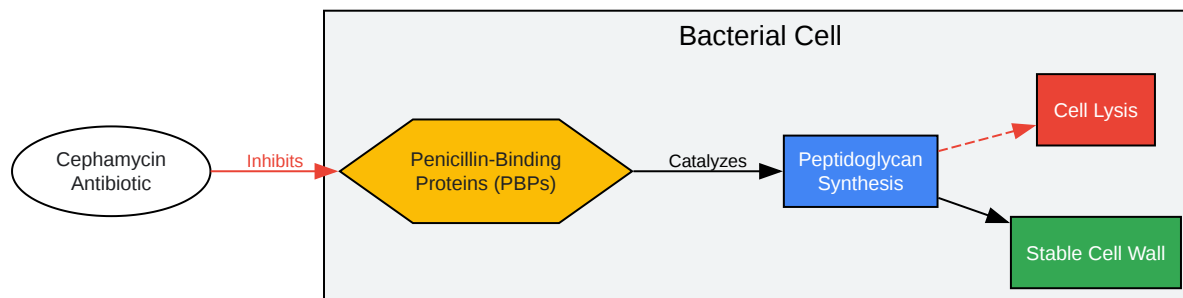 Bacterial Cell
Cephamycin
Antibiotic
Inhibits
Penicillin-Binding
Proteins (PBPs)
Catalyzes
Peptidoglycan
Synthesis
Cell Lysis
Stable Cell Wall